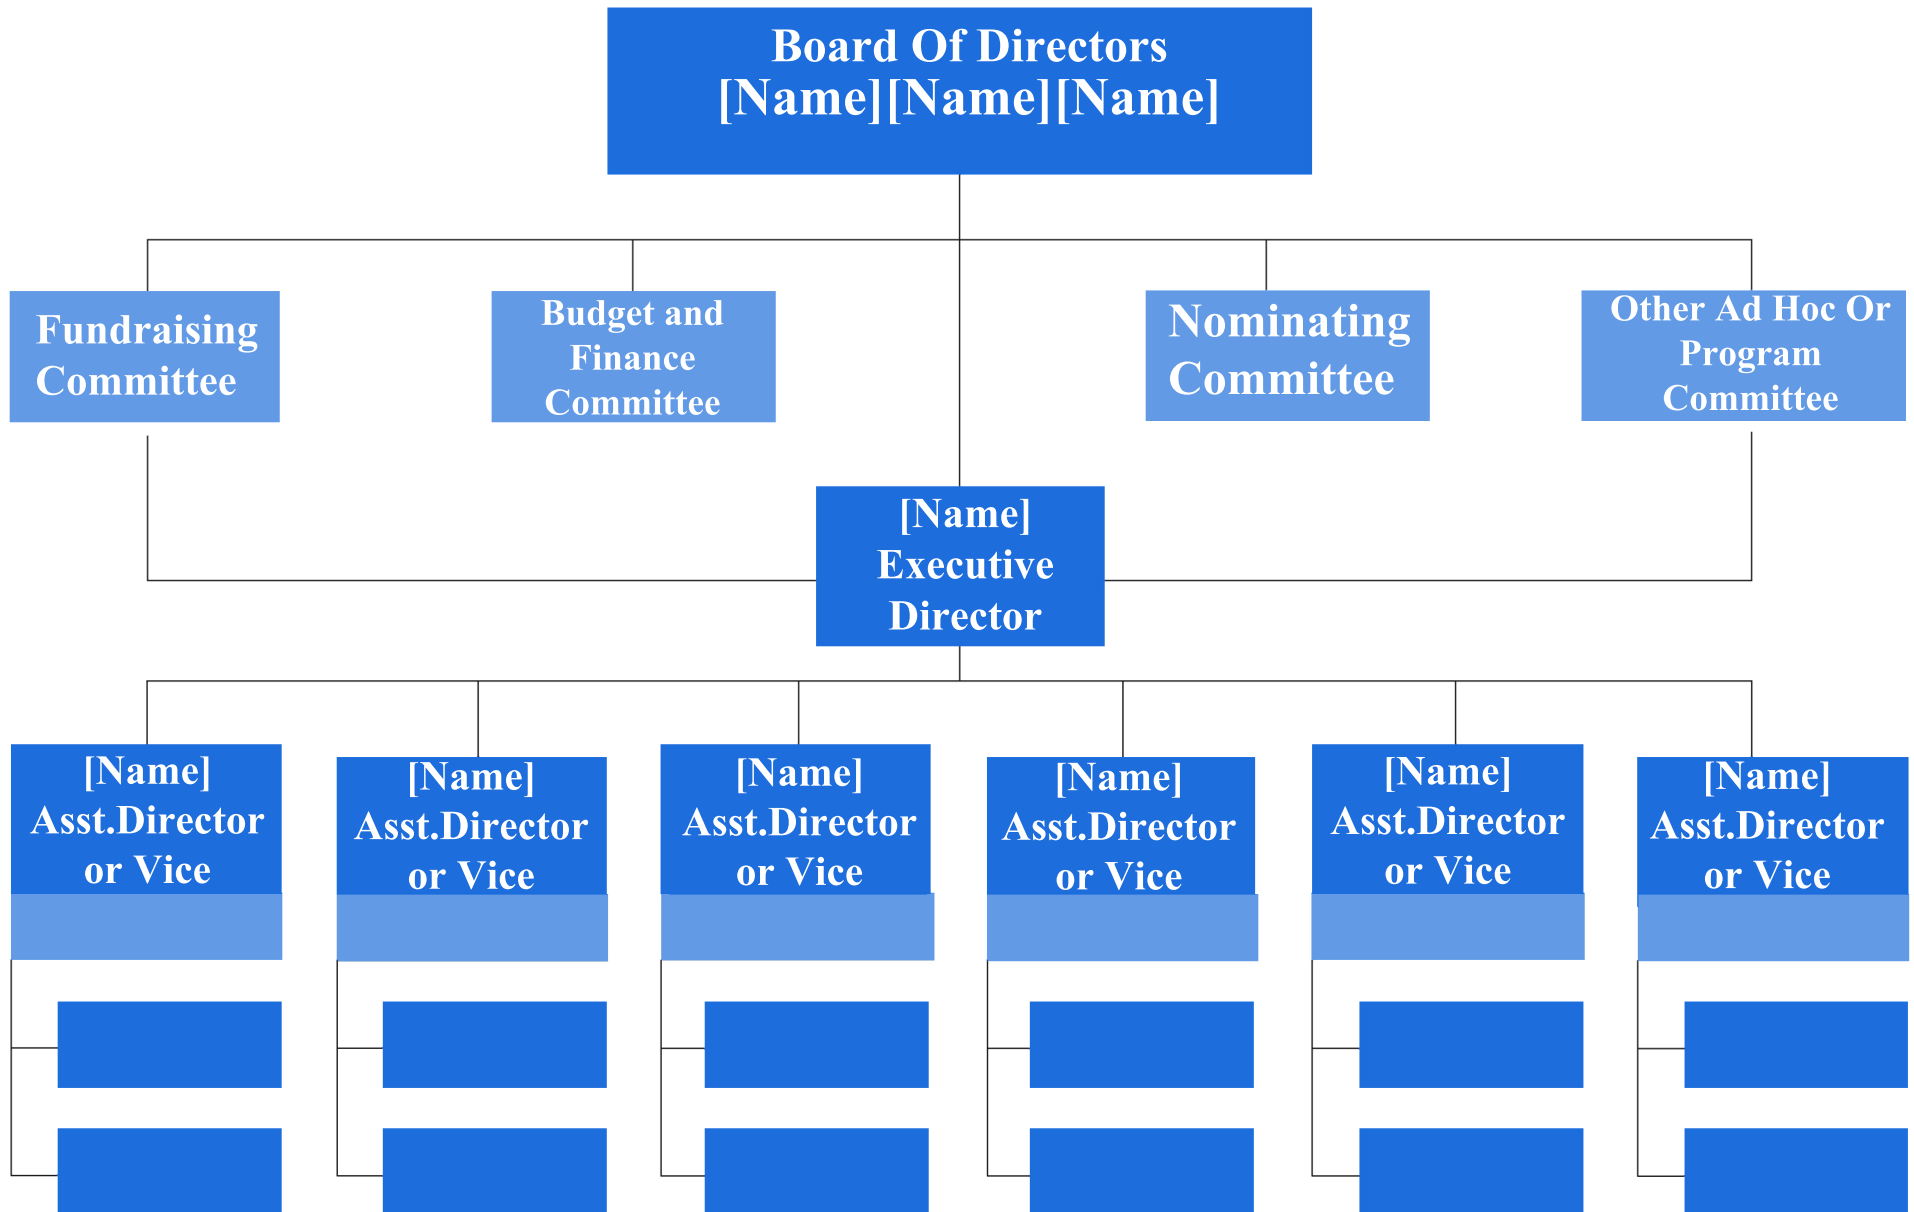 Board Of Directors
[Name][Name][Name]
Fundraising
Committee
Budget and
Finance
Committee
Nominating
Committee
Other Ad Hoc Or
Program
Committee
[Name]
Executive
Director
[Name]
Asst.Director
or Vice
[Name]
Asst.Director
or Vice
[Name]
Asst.Director
or Vice
[Name]
Asst.Director
or Vice
[Name]
Asst.Director
or Vice
[Name]
Asst.Director
or Vice